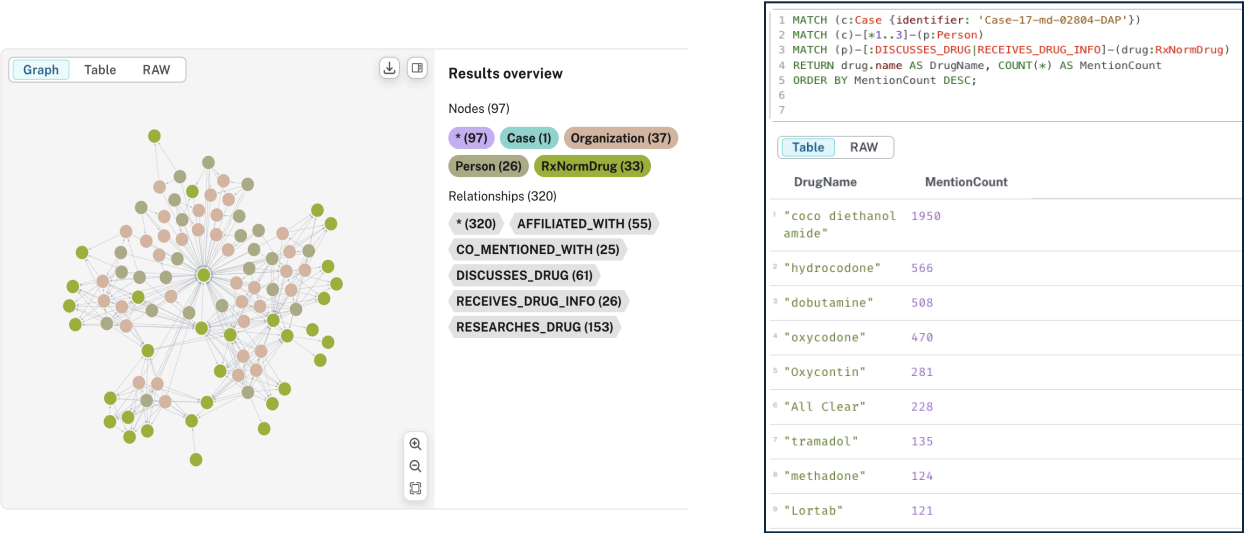 Graph Table RAW
Results overview
Nodes (97)
* (97) Case (1) Organization (37)
Person (26) RxNormDrug (33)
Relationships (320)
* (320) AFFILIATED_WITH (55)
CO_MENTIONED_WITH (25)
DISCUSSES_DRUG (61)
RECEIVES_DRUG_INFO (26)
RESEARCHES_DRUG (153)
1 MATCH (c:Case {identifier: 'Case-17-md-02804-DAP'})
2 MATCH (c)-[*1..3]-(p:Person)
3 MATCH (p)-[:DISCUSSES_DRUG|RECEIVES_DRUG_INFO]-(drug:RxNormDrug)
4 RETURN drug.name AS DrugName, COUNT(*) AS MentionCount
5 ORDER BY MentionCount DESC;
6
7
Table RAW
DrugName MentionCount
1 "coco diethanol 1950
amide"
2 "hydrocodone" 566
3 "dobutamine" 508
4 "oxycodone" 470
5 "Oxycontin" 281
6 "All Clear" 228
7 "tramadol" 135
8 "methadone" 124
9 "Lortab" 121